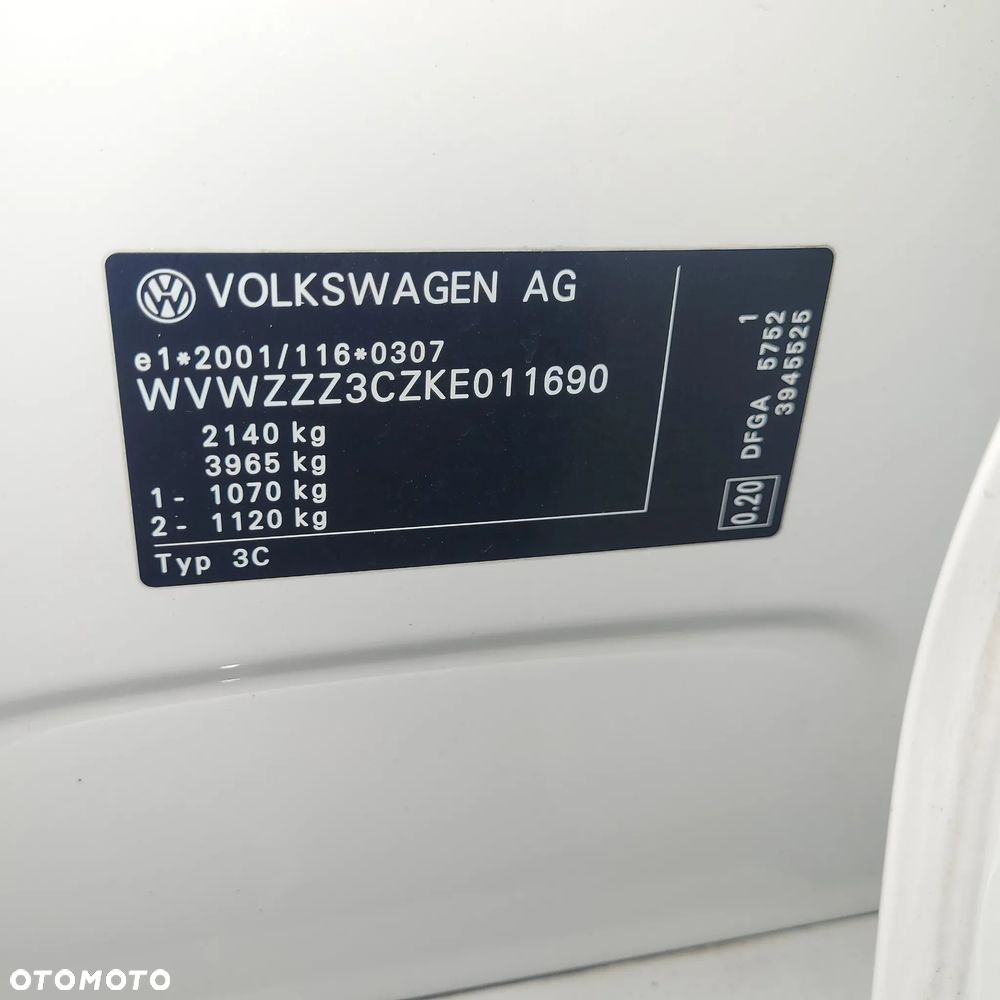 VOLKSWAGEN AG
e1*2001/116*0307
WVWZZZ3CZKE011690
2140 kg
3965 kg
1- 1070 kg
2- 1120 kg
Typ 3C
1
DFGA 5752
3945525
0.20
OTOMOTO